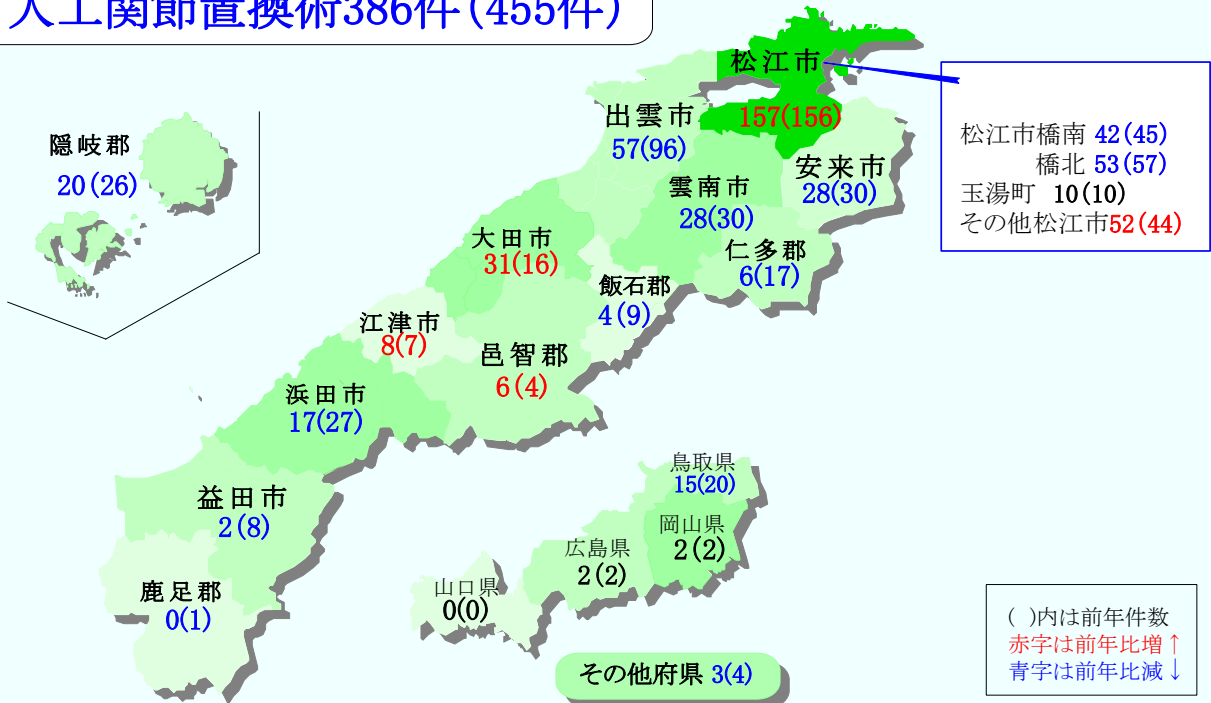 人工関節置換術386件(455件)
松江市
157(156)
出雲市
57(96)
安来市
28(30)
雲南市
28(30)
仁多郡
6(17)
隠岐郡
20(26)
大田市
31(16)
飯石郡
4(9)
江津市
8(7)
邑智郡
6(4)
浜田市
17(27)
益田市
2(8)
鹿足郡
0(1)
松江市橋南 42(45)
橋北 53(57)
玉湯町 10(10)
その他松江市52(44)
鳥取県
15(20)
岡山県
2(2)
広島県
2(2)
山口県
0(0)
その他府県 3(4)
( )内は前年件数
赤字は前年比増↑
青字は前年比減↓